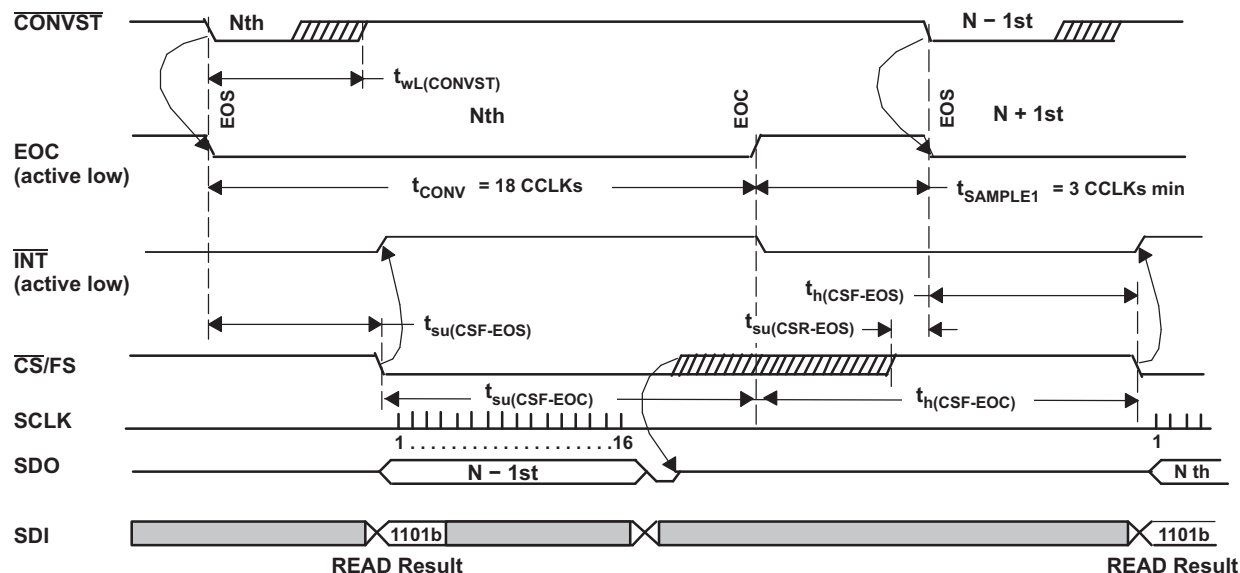 CONVST
Nth
N − 1st
twL(CONVST)
EOS
Nth
EOC
EOS
N + 1st
EOC
(active low)
tCONV = 18 CCLKs
tSAMPLE1 = 3 CCLKs min
INT
(active low)
th(CSF-EOS)
tsu(CSF-EOS)
tsu(CSR-EOS)
CS/FS
tsu(CSF-EOC)
th(CSF-EOC)
SCLK
1 . . . . . . . . . . . . . . . . . . . . . 16
1
SDO
N − 1st
N th
SDI
1101b
1101b
READ Result
READ Result